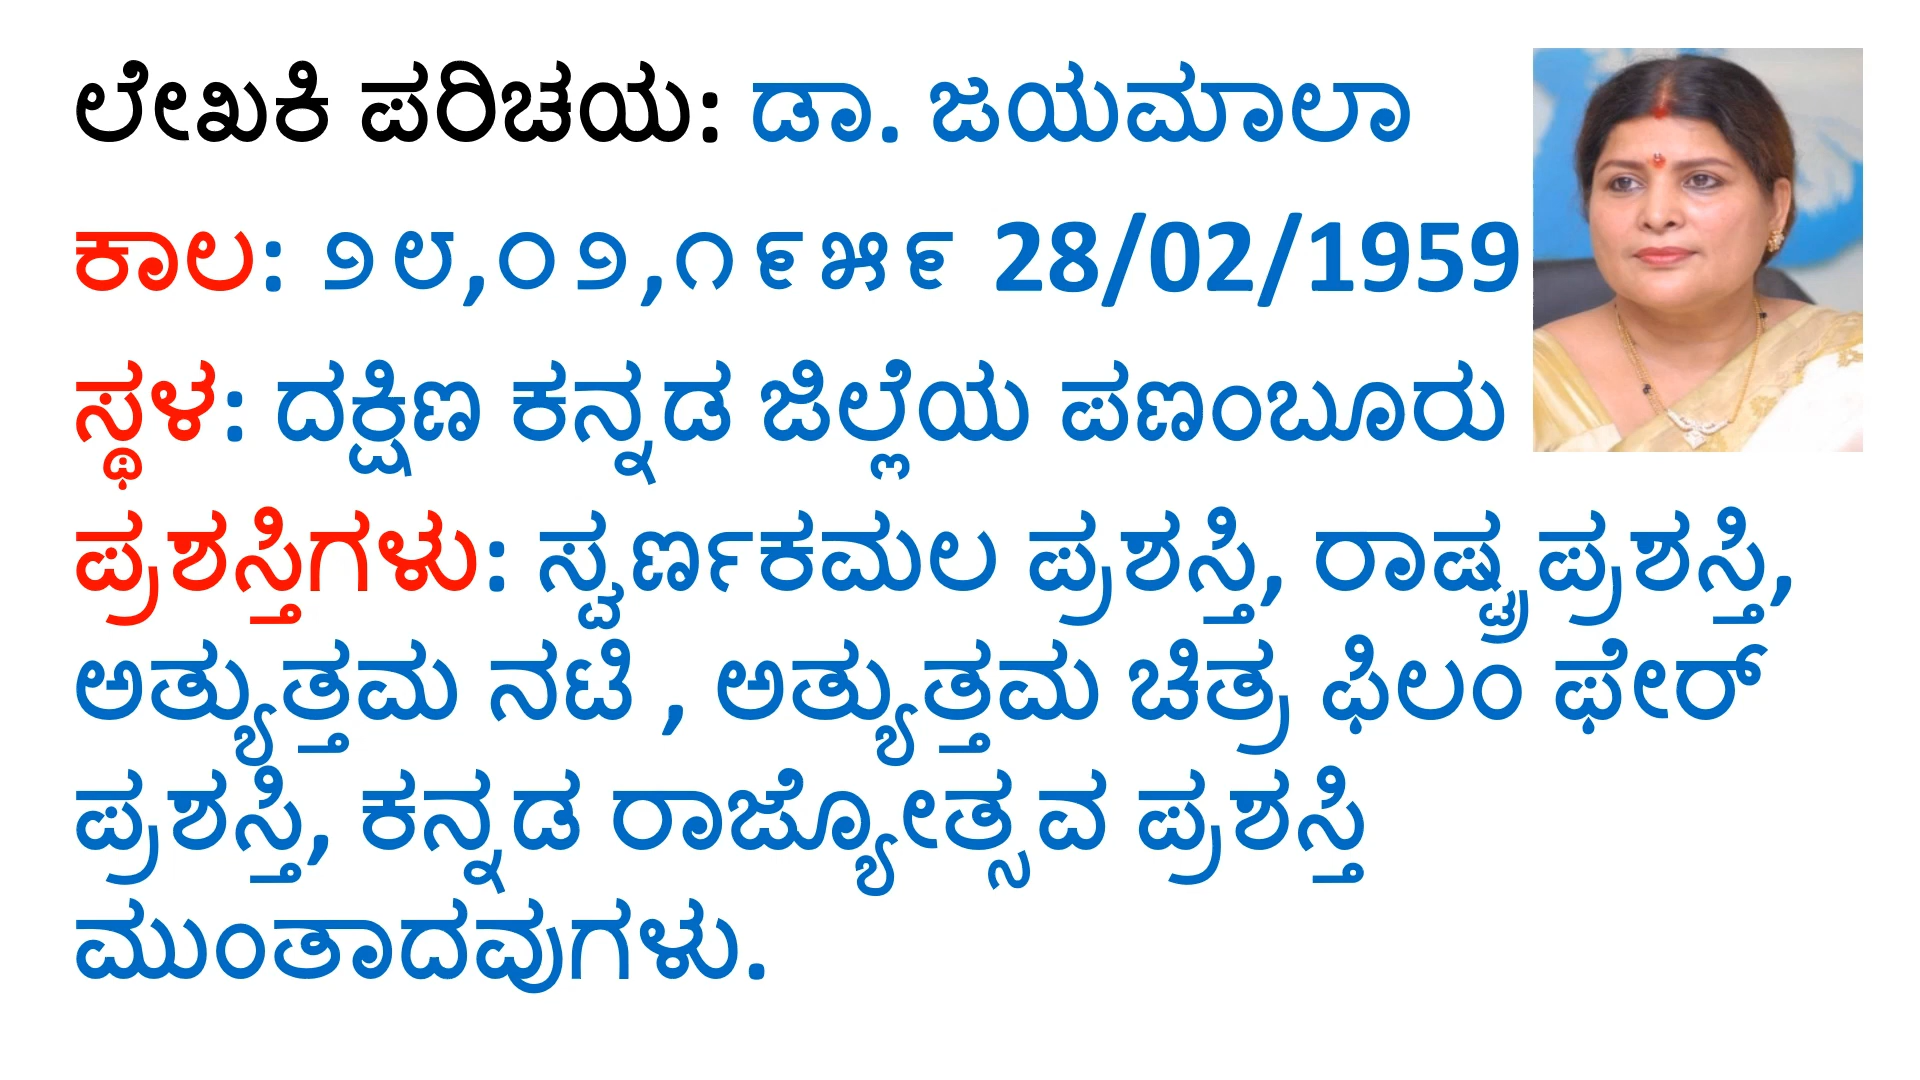 ಲೇಖಕಿ ಪರಿಚಯ: ಡಾ. ಜಯಮಾಲಾ
ಕಾಲ: ೨೮,೦೨,೧೯೫೯ 28/02/1959
ಸ್ಥಳ: ದಕ್ಷಿಣ ಕನ್ನಡ ಜಿಲ್ಲೆಯ ಪಣಂಬೂರು
ಪ್ರಶಸ್ತಿಗಳು: ಸ್ವರ್ಣಕಮಲ ಪ್ರಶಸ್ತಿ, ರಾಷ್ಟ್ರಪ್ರಶಸ್ತಿ,
ಅತ್ಯುತ್ತಮ ನಟಿ , ಅತ್ಯುತ್ತಮ ಚಿತ್ರ ಫಿಲಂ ಫೇರ್
ಪ್ರಶಸ್ತಿ, ಕನ್ನಡ ರಾಜ್ಯೋತ್ಸವ ಪ್ರಶಸ್ತಿ
ಮುಂತಾದವುಗಳು.